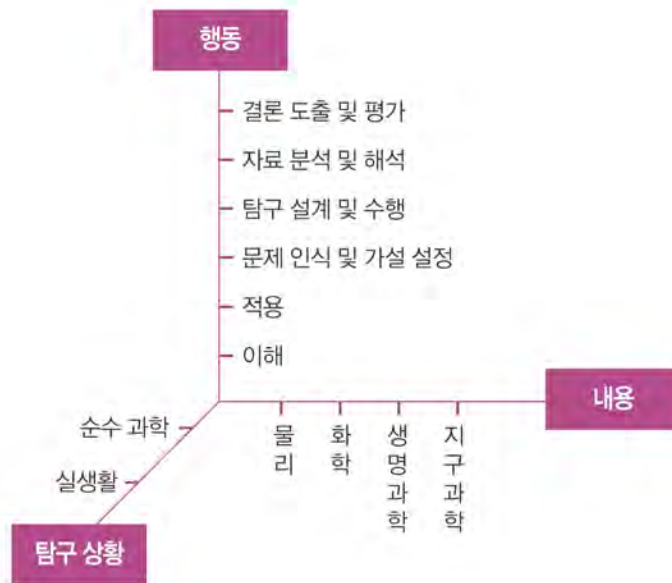 행동
결론 도출 및 평가
자료 분석 및 해석
탐구 설계 및 수행
문제 인식 및 가설 설정
적용
이해
내용
순수 과학
실생활
탐구 상황
물리
화학
생명과학
지구과학